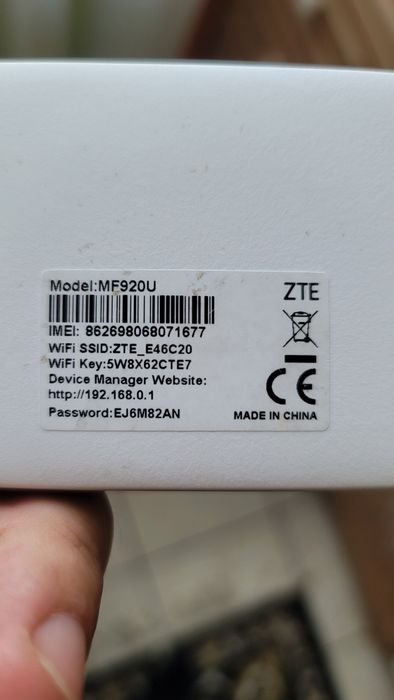 Model:MF920U
ZTE
IMEI: 862698068071677
WiFi SSID:ZTE_E46C20
WiFi Key:5W8X62CTE7
Device Manager Website:
http://192.168.0.1
CE
Password:EJ6M82AN
MADE IN CHINA